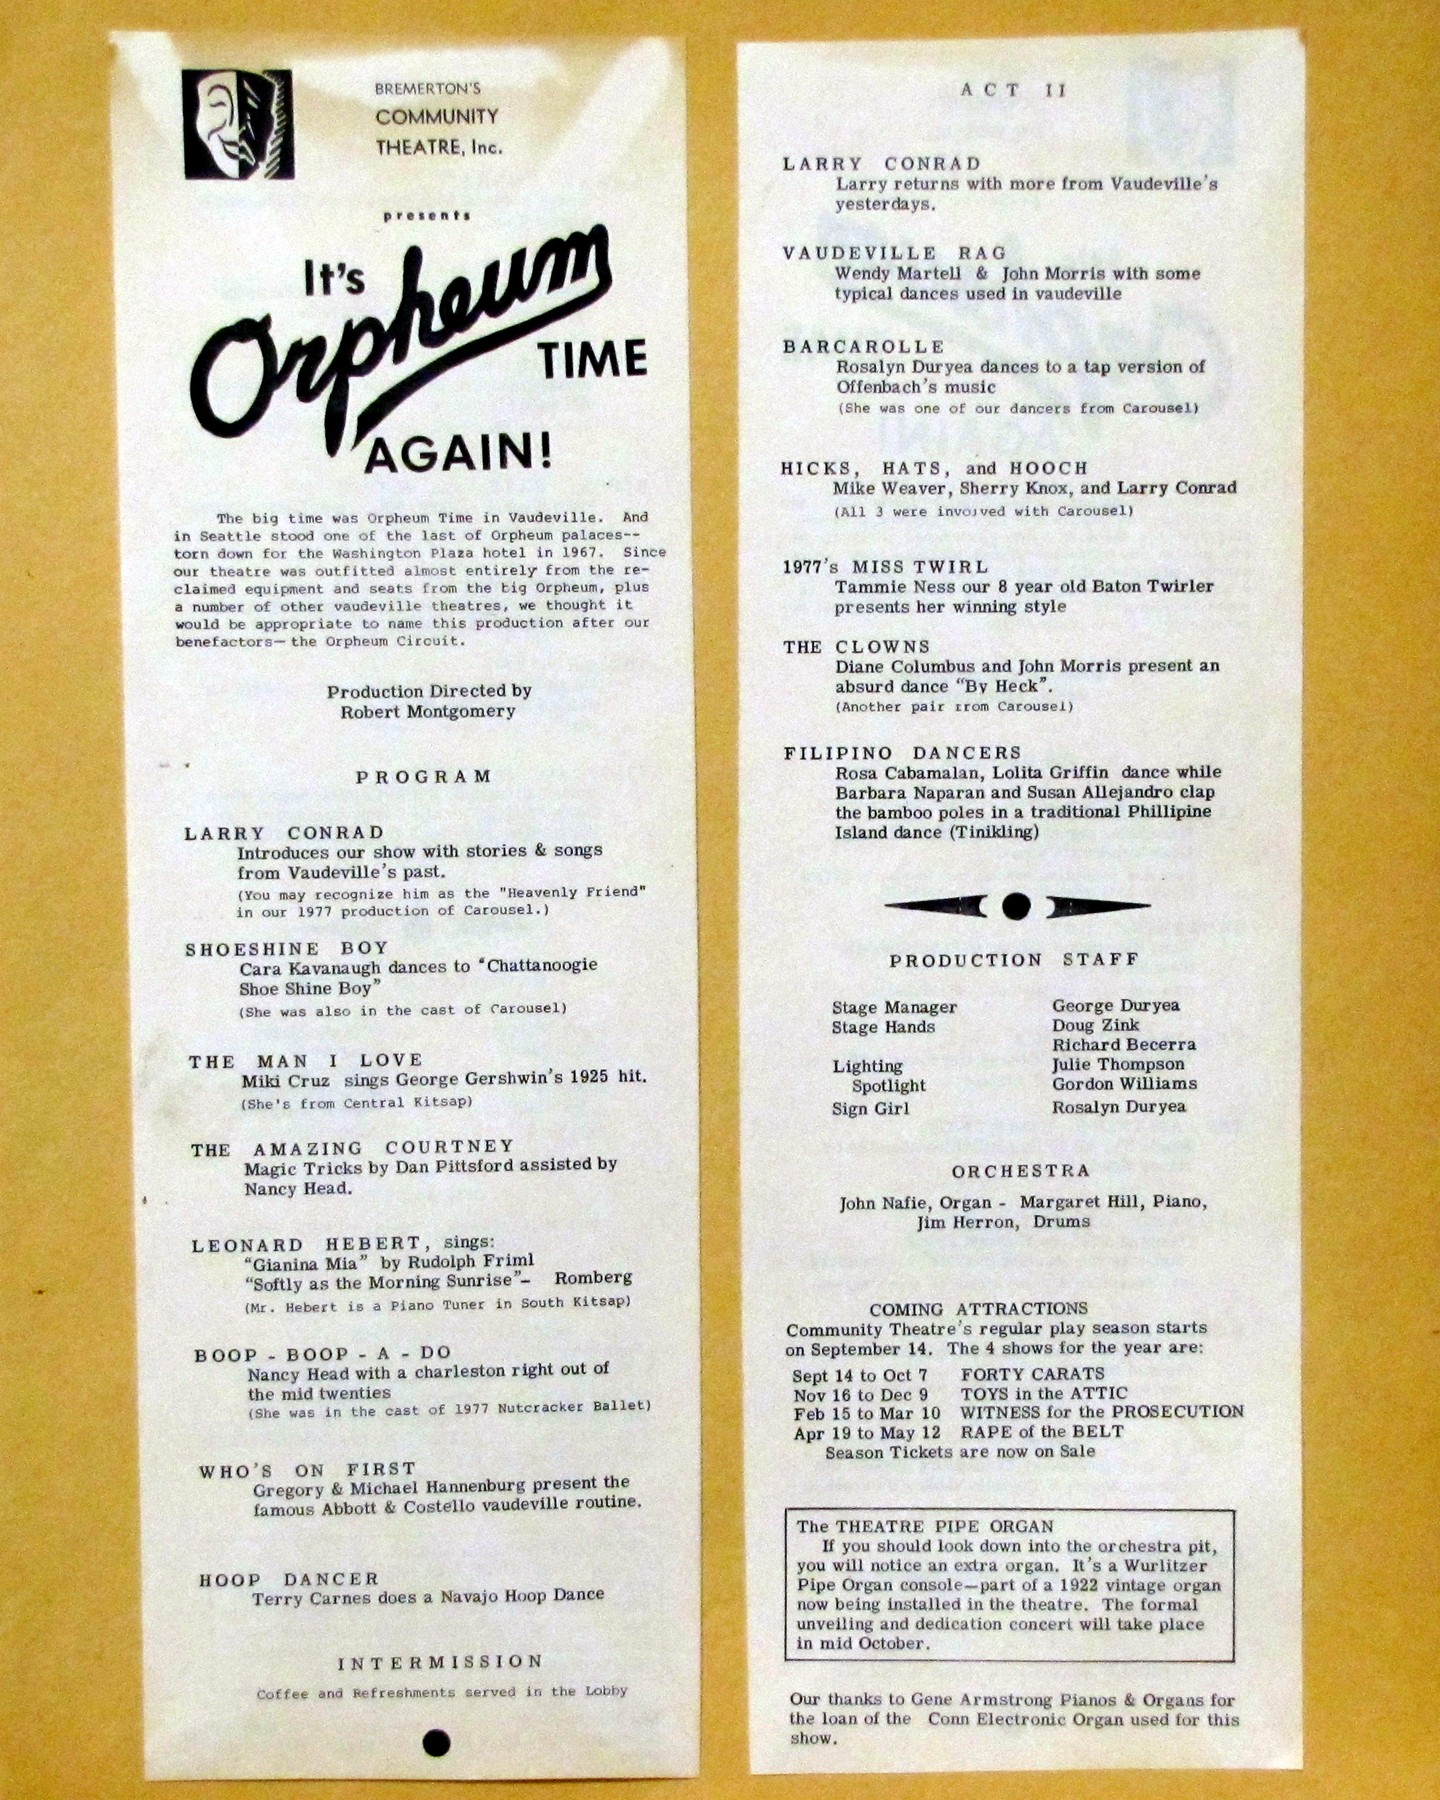 BREMERTON'S
COMMUNITY
THEATRE, Inc.
presents
It's
Orpheum
TIME
AGAIN!
The big time was Orpheum Time in Vaudeville. And
in Seattle stood one of the last of Orpheum palaces--
torn down for the Washington Plaza hotel in 1967. Since
our theatre was outfitted almost entirely from the re-
claimed equipment and seats from the big Orpheum, plus
a number of other vaudeville theatres, we thought it
would be appropriate to name this production after our
benefactors— the Orpheum Circuit.
Production Directed by
Robert Montgomery
PROGRAM
LARRY CONRAD
Introduces our show with stories & songs
from Vaudeville's past.
(You may recognize him as the "Heavenly Friend"
in our 1977 production of Carousel.)
SHOESHINE BOY
Cara Kavanaugh dances to "Chattanoogie
Shoe Shine Boy"
(She was also in the cast of Carousel)
THE MAN I LOVE
Miki Cruz sings George Gershwin's 1925 hit.
(She's from Central Kitsap)
THE AMAZING COURTNEY
Magic Tricks by Dan Pittsford assisted by
Nancy Head.
LEONARD HEBERT, sings:
"Gianina Mia" by Rudolph Friml
"Softly as the Morning Sunrise"– Romberg
(Mr. Hebert is a Piano Tuner in South Kitsap)
BOOP - BOOP - A - DO
Nancy Head with a charleston right out of
the mid twenties
(She was in the cast of 1977 Nutcracker Ballet)
WHO'S ON FIRST
Gregory & Michael Hannenburg present the
famous Abbott & Costello vaudeville routine.
HOOP DANCER
Terry Carnes does a Navajo Hoop Dance
INTERMISSION
Coffee and Refreshments served in the Lobby
ACT II
LARRY CONRAD
Larry returns with more from Vaudeville's
yesterdays.
VAUDEVILLE RAG
Wendy Martell & John Morris with some
typical dances used in vaudeville
BARCAROLLE
Rosalyn Duryea dances to a tap version of
Offenbach's music
(She was one of our dancers from Carousel)
HICKS, HATS, and HOOCH
Mike Weaver, Sherry Knox, and Larry Conrad
(All 3 were involved with Carousel)
1977's MISS TWIRL
Tammie Ness our 8 year old Baton Twirler
presents her winning style
THE CLOWNS
Diane Columbus and John Morris present an
absurd dance "By Heck".
(Another pair from Carousel)
FILIPINO DANCERS
Rosa Cabamalan, Lolita Griffin dance while
Barbara Naparan and Susan Allejandro clap
the bamboo poles in a traditional Phillipine
Island dance (Tinikling)
PRODUCTION STAFF
Stage Manager George Duryea
Stage Hands Doug Zink
Richard Becerra
Lighting Julie Thompson
Spotlight Gordon Williams
Sign Girl Rosalyn Duryea
ORCHESTRA
John Nafie, Organ - Margaret Hill, Piano,
Jim Herron, Drums
COMING ATTRACTIONS
Community Theatre's regular play season starts
on September 14. The 4 shows for the year are:
Sept 14 to Oct 7 FORTY CARATS
Nov 16 to Dec 9 TOYS in the ATTIC
Feb 15 to Mar 10 WITNESS for the PROSECUTION
Apr 19 to May 12 RAPE of the BELT
Season Tickets are now on Sale
The THEATRE PIPE ORGAN
If you should look down into the orchestra pit,
you will notice an extra organ. It's a Wurlitzer
Pipe Organ console—part of a 1922 vintage organ
now being installed in the theatre. The formal
unveiling and dedication concert will take place
in mid October.
Our thanks to Gene Armstrong Pianos & Organs for
the loan of the Conn Electronic Organ used for this
show.